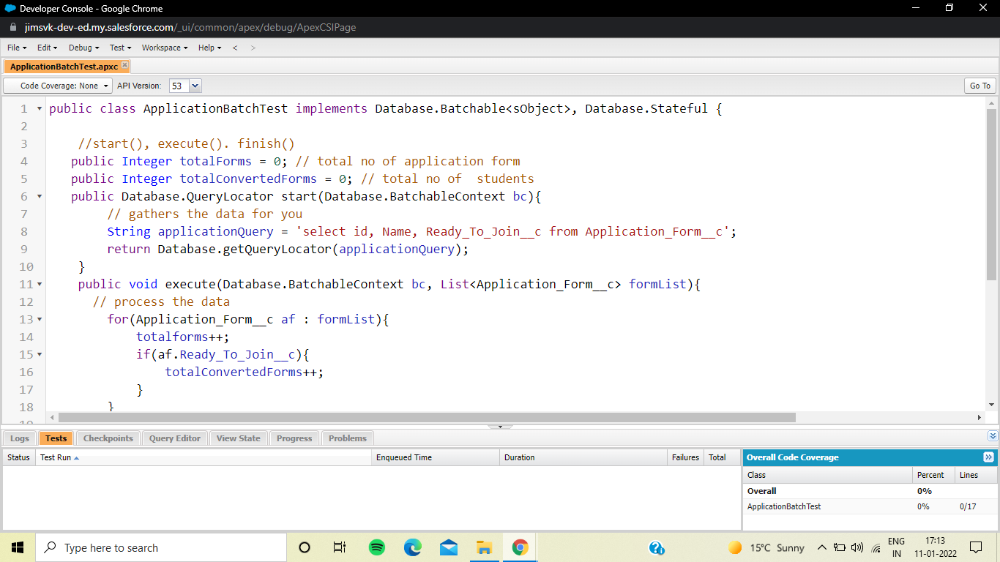 Developer Console - Google Chrome
jimsvk-dev-ed.my.salesforce.com/_ui/common/apex/debug/ApexCSIPage
File Edit Debug Test Workspace Help < >
ApplicationBatchTest.apxc
Code Coverage: None API Version: 53 Go To
1 public class ApplicationBatchTest implements Database.Batchable<sObject>, Database.Stateful {
2
3 //start(), execute(). finish()
4 public Integer totalForms = 0; // total no of application form
5 public Integer totalConvertedForms = 0; // total no of  students
6 public Database.QueryLocator start(Database.BatchableContext bc){
7 // gathers the data for you
8 String applicationQuery = 'select id, Name, Ready_To_Join__c from Application_Form__c';
9 return Database.getQueryLocator(applicationQuery);
10 }
11 public void execute(Database.BatchableContext bc, List<Application_Form__c> formList){
12 // process the data
13 for(Application_Form__c af : formList){
14 totalforms++;
15 if(af.Ready_To_Join__c){
16 totalConvertedForms++;
17 }
18 }
19
Logs Tests Checkpoints Query Editor View State Progress Problems
Status Test Run Enqueued Time Duration Failures Total Overall Code Coverage
Class Percent Lines
Overall 0%
ApplicationBatchTest 0% 0/17
Type here to search 15°C Sunny ENG IN 17:13 11-01-2022